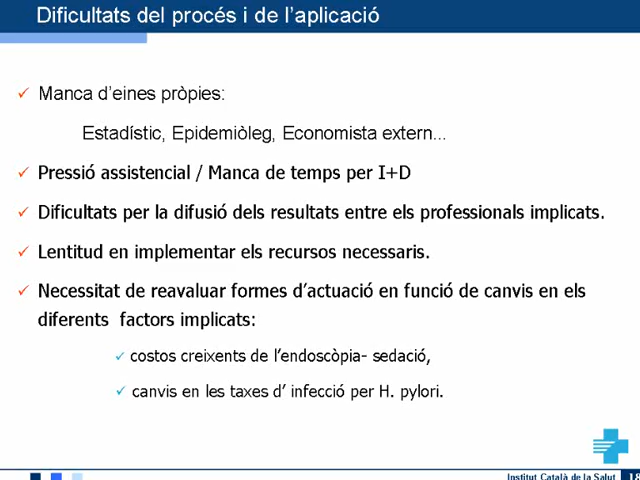 Dificultats del procés i de l'aplicació
Manca d'eines pròpies:
Estadístic, Epidemiòleg, Economista extern...
Pressió assistencial / Manca de temps per I+D
Dificultats per la difusió dels resultats entre els professionals implicats.
Lentitud en implementar els recursos necessaris.
Necessitat de reavaluar formes d'actuació en funció de canvis en els
diferents factors implicats:
costos creixents de l'endoscòpia- sedació,
canvis en les taxes d' infecció per H. pylori.
Institut Català de la Salut